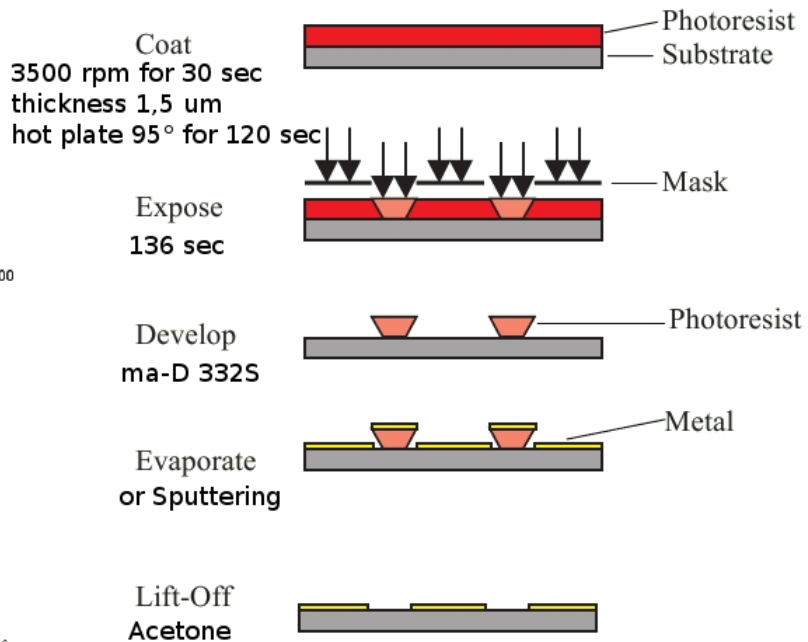 Photoresist
Coat
Substrate
3500 rpm for 30 sec
thickness 1,5 um
hot plate 95° for 120 sec
Mask
Expose
136 sec
00
Photoresist
Develop
ma-D 332S
Metal
Evaporate
or Sputtering
Lift-Off
Acetone